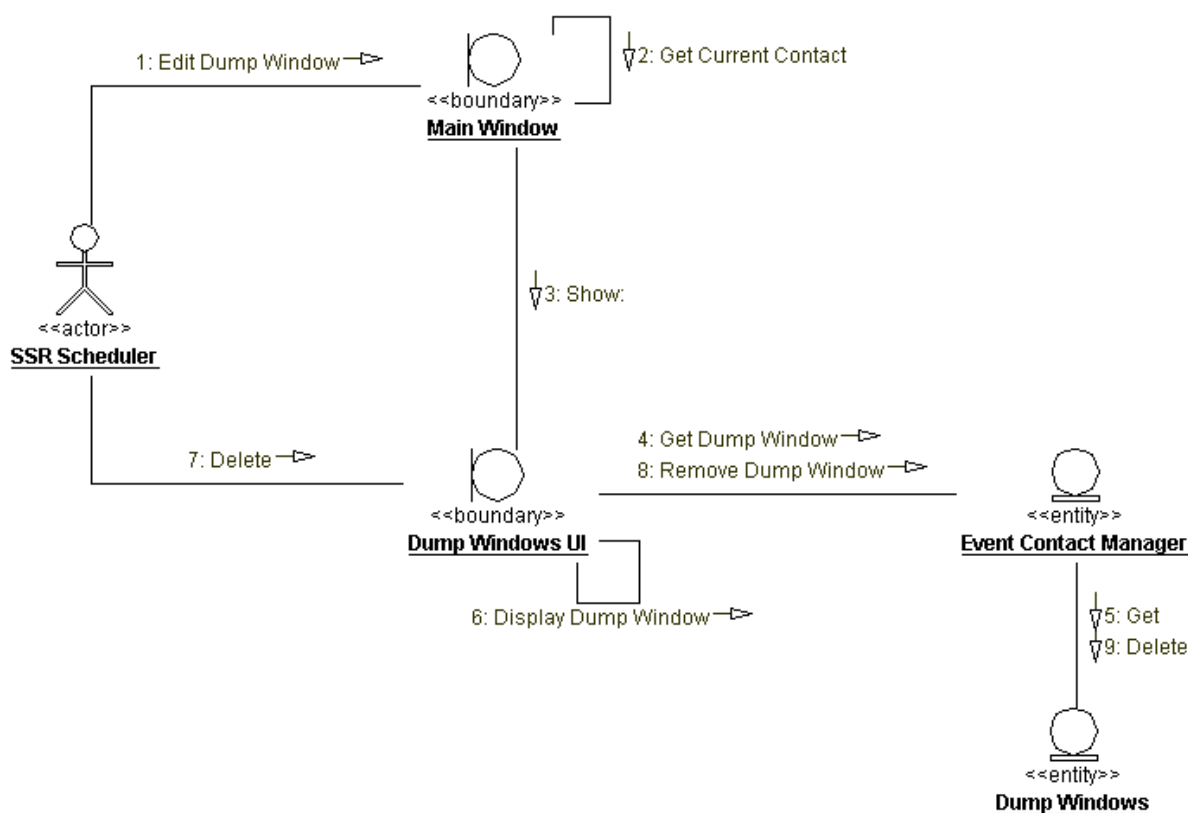 1: Edit Dump Window
2: Get Current Contact
<<boundary>>
Main Window
<<actor>>
SSR Scheduler
3: Show:
7: Delete
4: Get Dump Window
8: Remove Dump Window
<<boundary>>
Dump Windows UI
<<entity>>
Event Contact Manager
6: Display Dump Window
5: Get
9: Delete
<<entity>>
Dump Windows